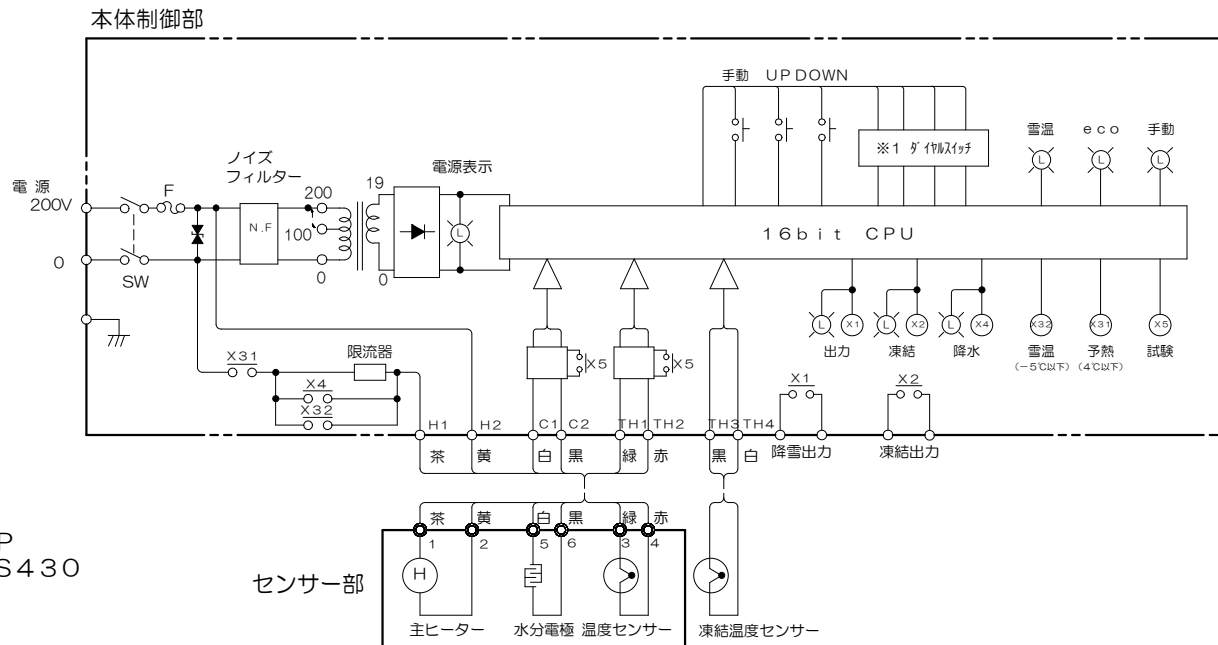 本体制御部
手動 UP DOWN
※1 ダイヤルスイッチ
雪温 eco 手動
L L L
ノイズ
フィルター
電源表示
電源
200V
F
N.F
200
100
0
19
0
L
16bit CPU
0
SW
L X1 L X2 L X4 X32 X31 X5
出力 凍結 降水 雪温 予熱 試験
(-5℃以下) (4℃以下)
X31 限流器
X4
X32
X5 X5
X1 X2
H1 H2 C1 C2 TH1 TH2 TH3 TH4
降雪出力 凍結出力
茶 黄 白 黒 緑 赤 黒 白
茶 黄 白 黒 緑 赤
1 2 5 6 3 4
P
S430
センサー部
H
主ヒーター 水分電極 温度センサー 凍結温度センサー